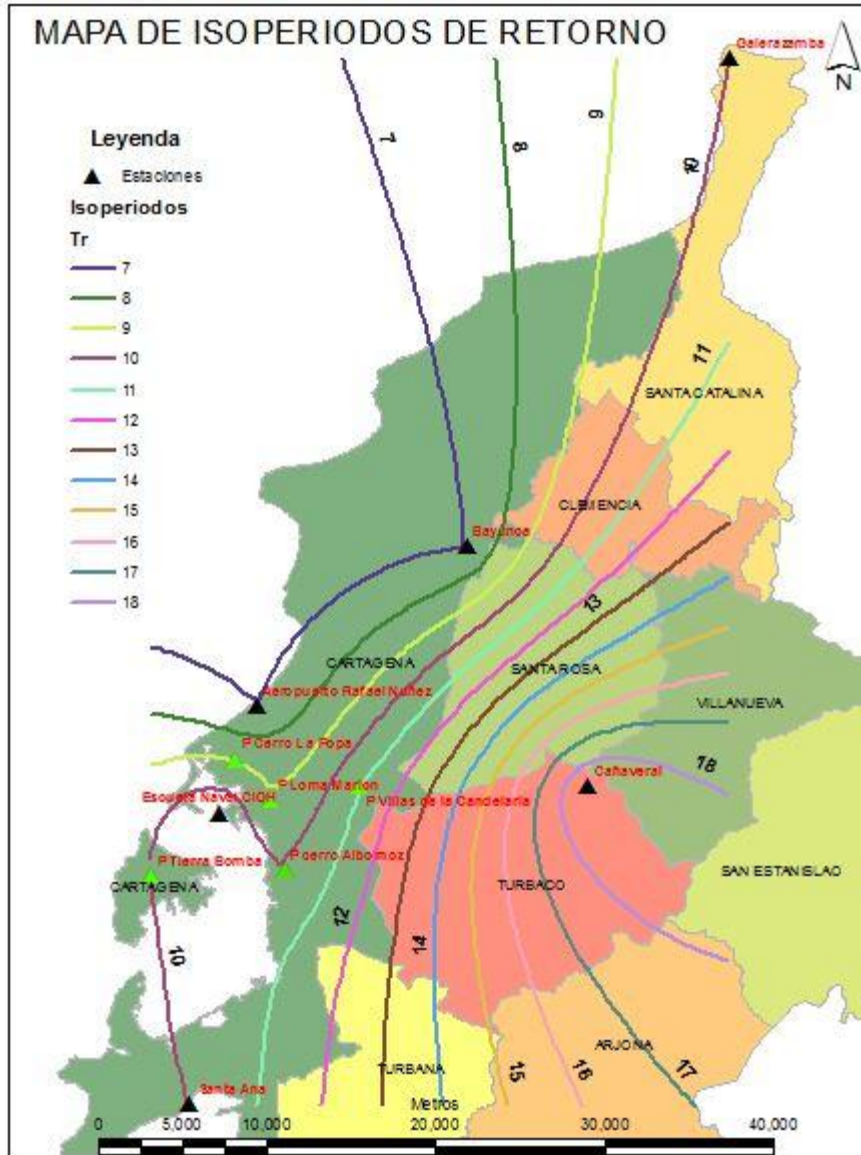 MAPA DE ISOPERIODOS DE RETORNO
Galerazamba
N
Leyenda
Estaciones
Isoperiodos
Tr
7
8
9
10
11
12
13
14
15
16
17
18
7
8
9
10
11
SANTA CATALINA
CLEMENCIA
Bayunca
13
CARTAGENA
SANTA ROSA
Aeropuerto Rafael Nuñez
VILLANUEVA
P Cerro La Popa
18
Cañaveral
P Loma Marion
Escuela Naval CIOH
P Villas de la Candelaria
P Tierra Bomba
P cerro Albornoz
CARTAGENA
TURBACO
SAN ESTANISLAO
12
14
10
ARJONA
TURBANA
15
16
17
Santa Ana
Metros
0 5,000 10,000 20,000 30,000 40,000